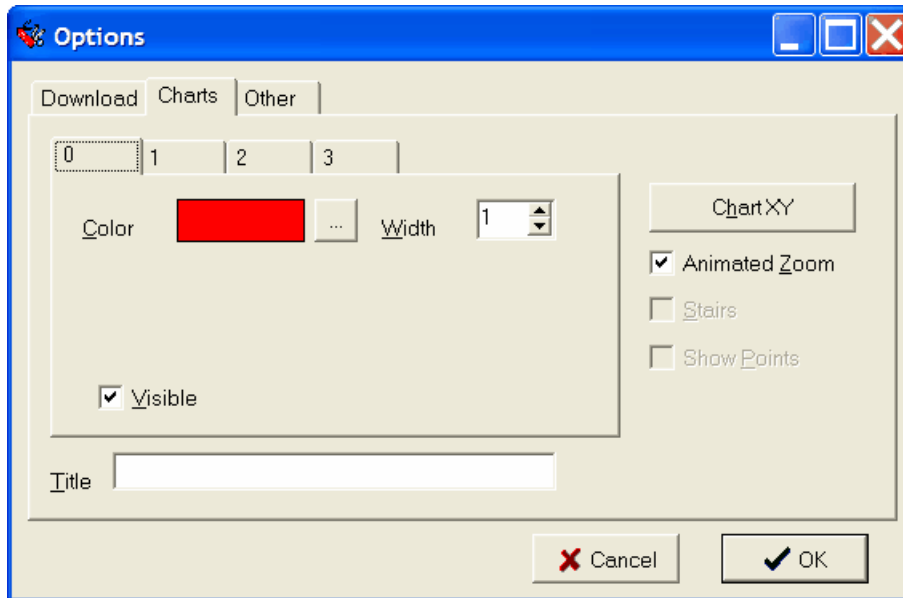 Options
Download Charts Other
0 1 2 3
Color ... Width 1
Chart XY
Animated Zoom
Stairs
Show Points
Visible
Title
Cancel OK